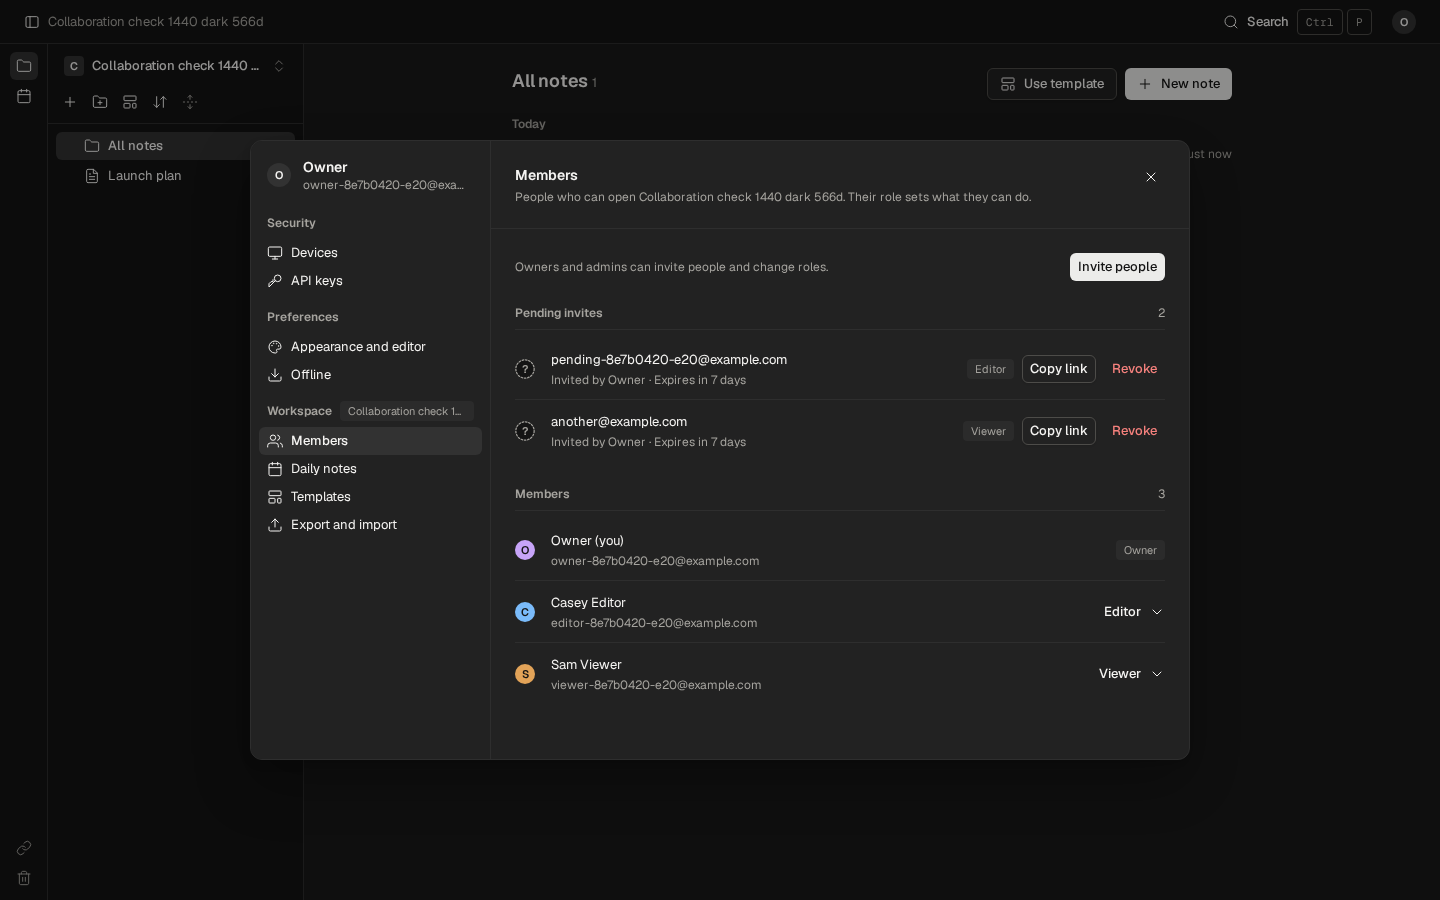 Collaboration check 1440 dark 566d
Search
Ctrl
P
O
C
Collaboration check 1440 ...
All notes 1
Use template
New note
Today
All notes
Launch plan
just now
O
Owner
owner-8e7b0420-e20@exa...
Security
Devices
API keys
Preferences
Appearance and editor
Offline
Workspace
Collaboration check 1...
Members
Daily notes
Templates
Export and import
Members
People who can open Collaboration check 1440 dark 566d. Their role sets what they can do.
Owners and admins can invite people and change roles.
Invite people
Pending invites
2
?
pending-8e7b0420-e20@example.com
Invited by Owner · Expires in 7 days
Editor
Copy link
Revoke
?
another@example.com
Invited by Owner · Expires in 7 days
Viewer
Copy link
Revoke
Members
3
O
Owner (you)
owner-8e7b0420-e20@example.com
Owner
C
Casey Editor
editor-8e7b0420-e20@example.com
Editor
S
Sam Viewer
viewer-8e7b0420-e20@example.com
Viewer